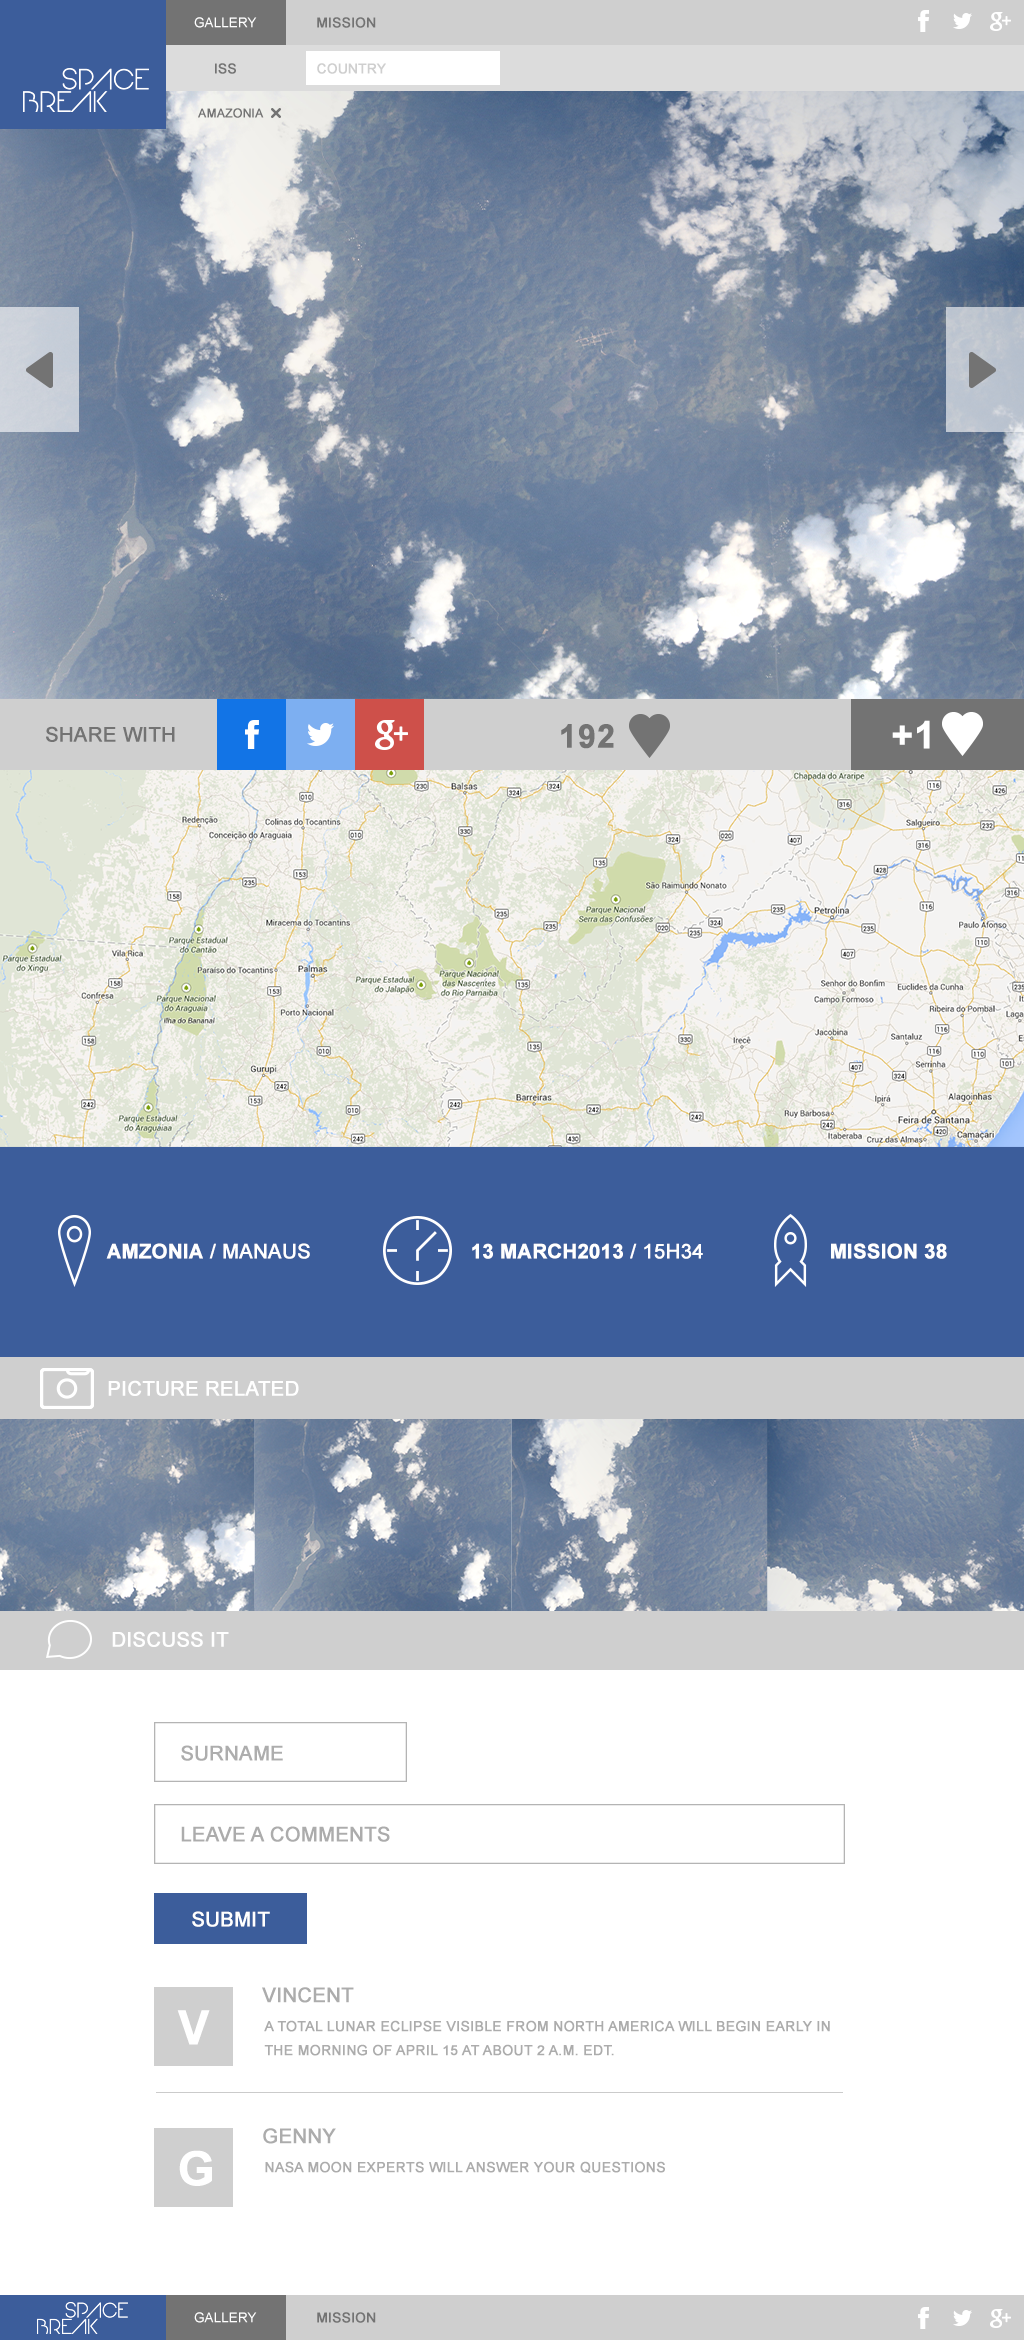 GALLERY
MISSION
SPACE
BREAK
ISS
COUNTRY
AMAZONIA
SHARE WITH
192
+1
Chapada do Araripe
Balsas
Redenção
Colinas do Tocantins
Conceição do Araguaia
Salgueiro
São Raimundo Nonato
Parque Nacional
Serra das Confusões
Petrolina
Paulo Afonso
Miracema do Tocantins
Parque Estadual
do Cantão
Parque Estadual
do Xingu
Vila Rica
Paraíso do Tocantins
Palmas
Parque Estadual
do Jalapão
Parque Nacional
das Nascentes
do Rio Parnaíba
Confresa
Parque Nacional
do Araguaia
Ilha do Bananal
Porto Nacional
Senhor do Bonfim
Campo Formoso
Euclides da Cunha
Ribeira do Pombal
Laga
Irecê
Jacobina
Santaluz
Serrinha
Gurupi
Barreiras
Ipirá
Alagoinhas
Ruy Barbosa
Feira de Santana
Itaberaba
Cruz das Almas
Camaçari
Parque Estadual
do Araguaiaa
AMZONIA / MANAUS
13 MARCH2013 / 15H34
MISSION 38
PICTURE RELATED
DISCUSS IT
SURNAME
LEAVE A COMMENTS
SUBMIT
V
VINCENT
A TOTAL LUNAR ECLIPSE VISIBLE FROM NORTH AMERICA WILL BEGIN EARLY IN
THE MORNING OF APRIL 15 AT ABOUT 2 A.M. EDT.
G
GENNY
NASA MOON EXPERTS WILL ANSWER YOUR QUESTIONS
SPACE
BREAK
GALLERY
MISSION